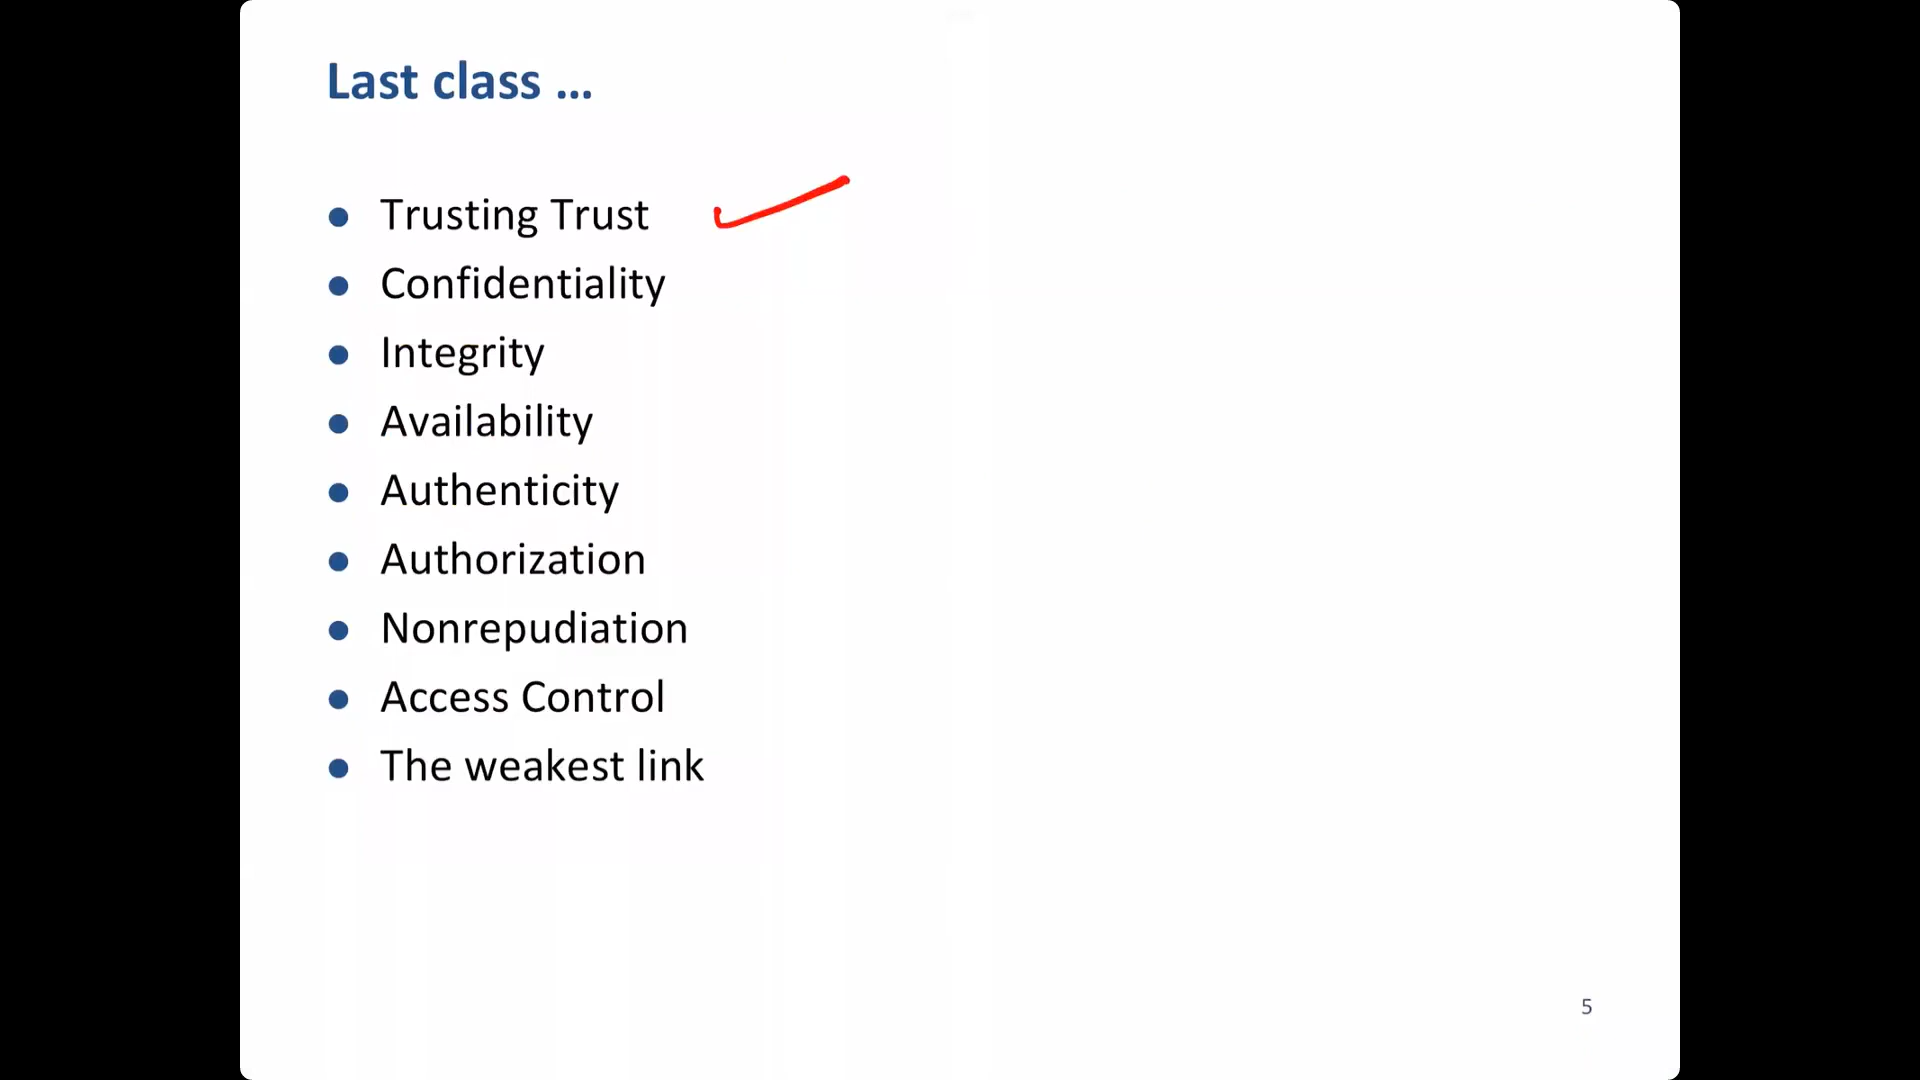 Last class ...
● Trusting Trust
● Confidentiality
● Integrity
● Availability
● Authenticity
● Authorization
● Nonrepudiation
● Access Control
● The weakest link
5